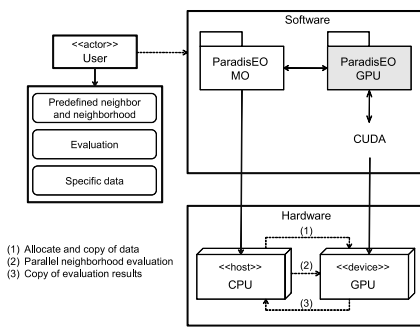 Software
<<actor>>
User
ParadisEO
MO
ParadisEO
GPU
Predefined neighbor
and neighborhood
Evaluation
Specific data
CUDA
Hardware
(1) Allocate and copy of data
(2) Parallel neighborhood evaluation
(3) Copy of evaluation results
(1)
<<host>>
CPU
(2)
<<device>>
GPU
(3)